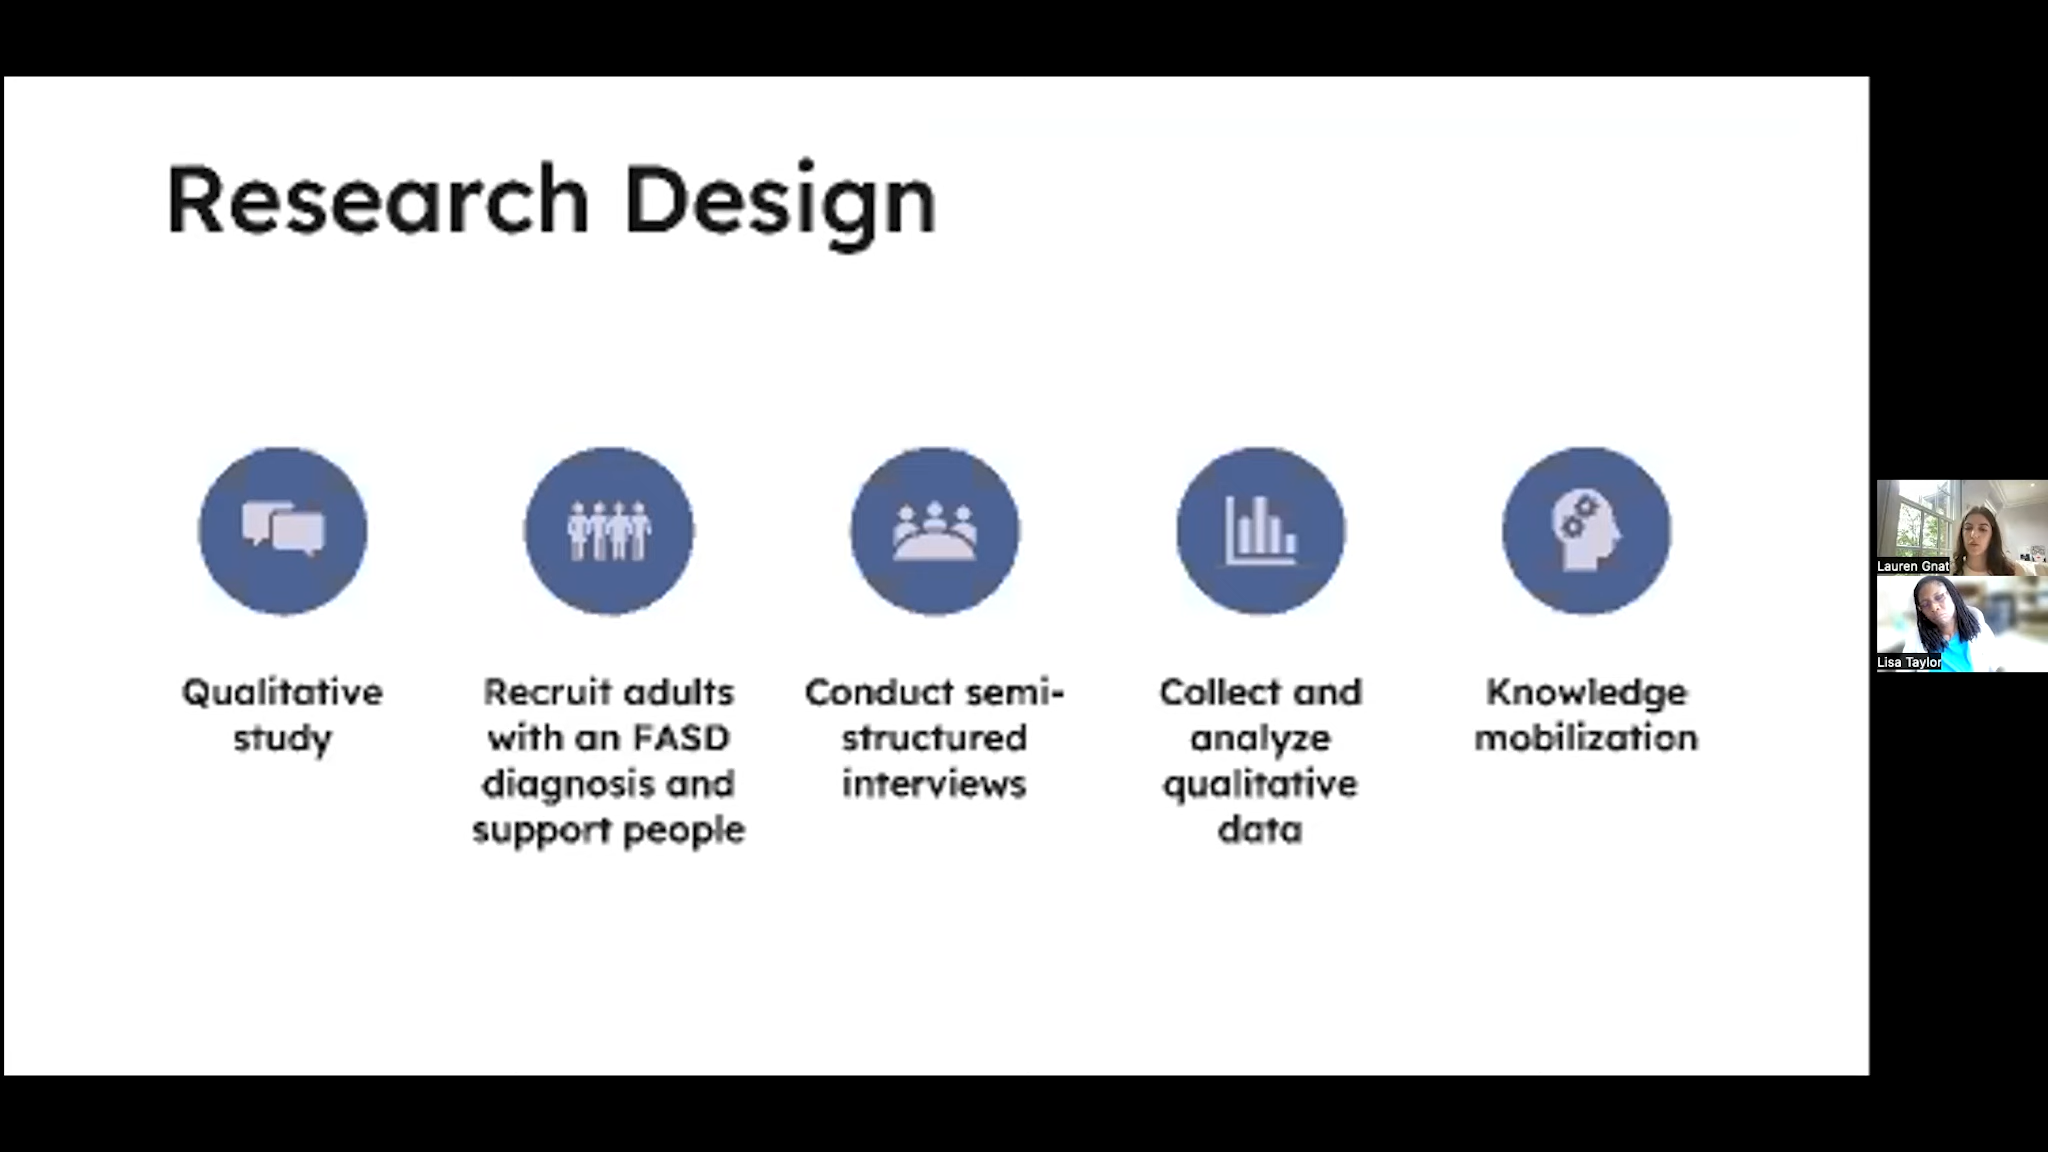 Research Design
Qualitative
study
Recruit adults
with an FASD
diagnosis and
support people
Conduct semi-
structured
interviews
Collect and
analyze
qualitative
data
Knowledge
mobilization
Lauren Gnat
Lisa Taylor